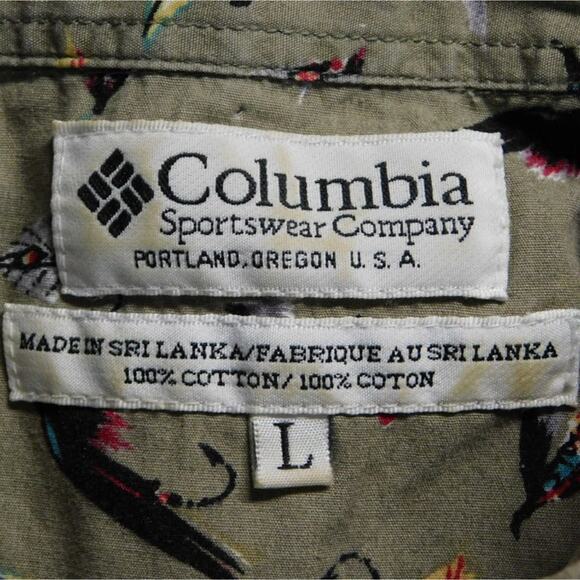 Columbia
Sportswear Company
PORTLAND, OREGON U. S. A.
MADE IN SRI LANKA/FABRIQUE AU SRI LANKA
100% COTTON/ 100% COTON
L